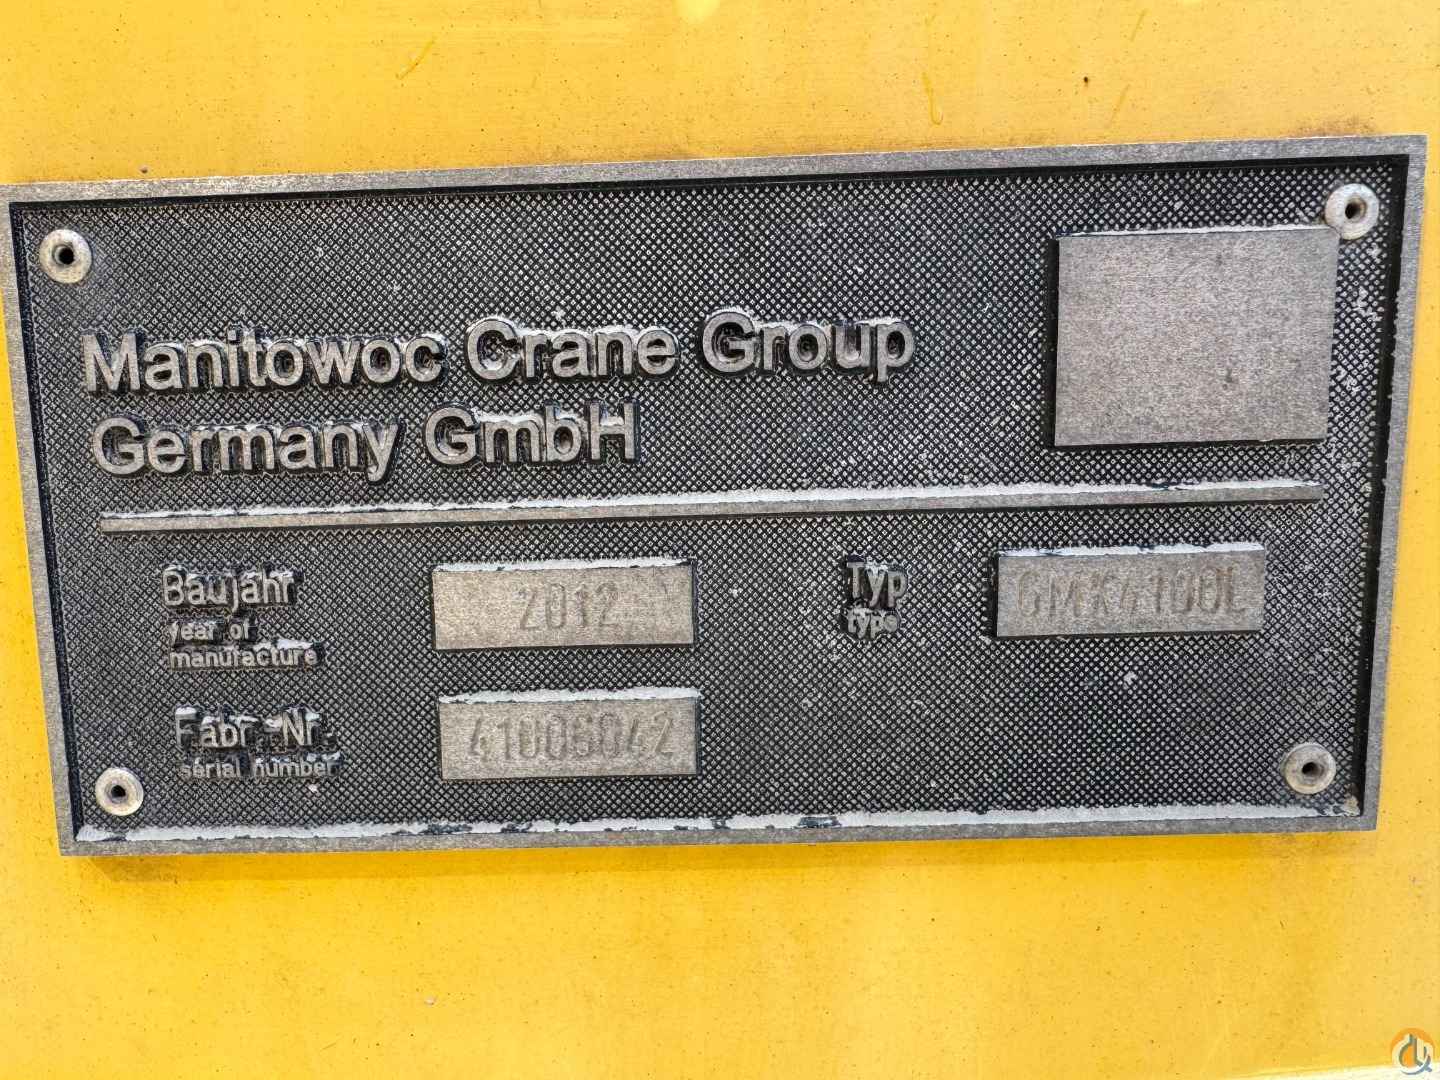 Manitowoc Crane Group
Germany GmbH
Baujahr 2012 Typ GMK4100L
year of type
manufacture
Fabr.-Nr. 41006042
serial number